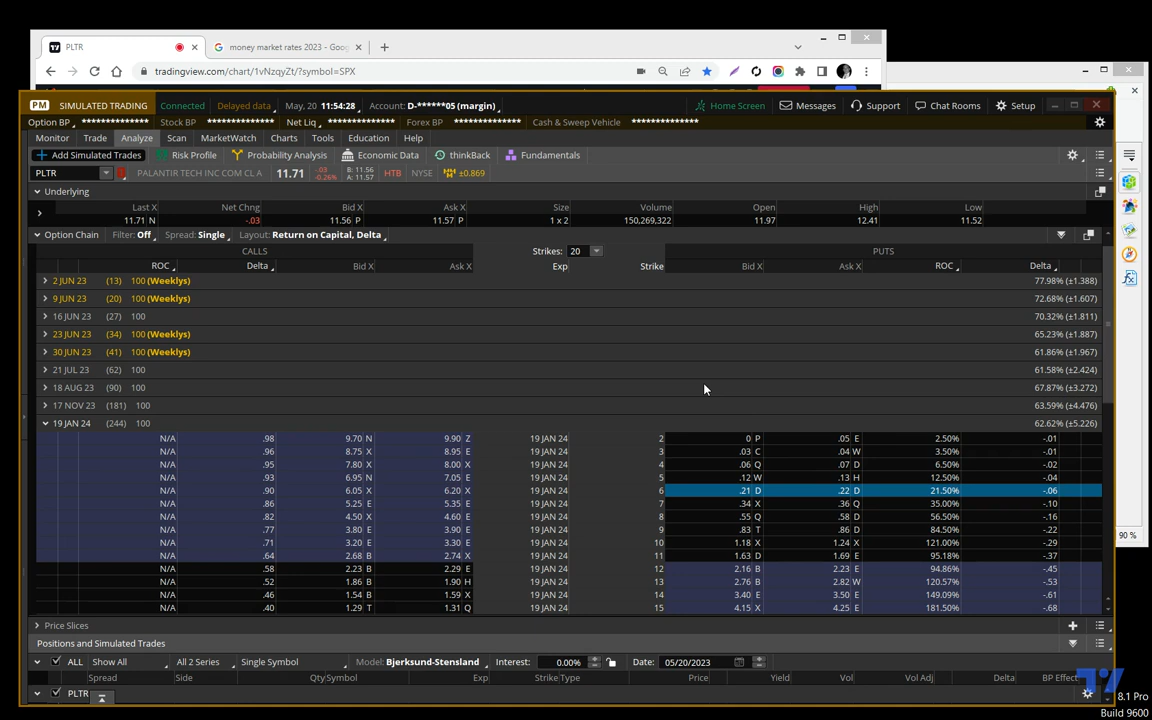 PLTR
money market rates 2023 - Goo
tradingview.com/chart/1vNzqyZt/?symbol=SPX
PM SIMULATED TRADING Connected Delayed data May, 20 11:54:28 Account: D-******05 (margin) Home Screen Messages Support Chat Rooms Setup
Option BP ************** Stock BP ************** Net Liq ************** Forex BP ************** Cash & Sweep Vehicle **************
Monitor Trade Analyze Scan MarketWatch Charts Tools Education Help
Add Simulated Trades Risk Profile Probability Analysis Economic Data thinkBack Fundamentals
PLTR PALANTIR TECH INC COM CL A 11.71 -.03 -0.26% B: 11.56 A: 11.57 HTB NYSE ±0.869
Underlying
Last X Net Chng Bid X Ask X Size Volume Open High Low
11.71 N -.03 11.56 P 11.57 P 1 x 2 150,269,322 11.97 12.41 11.52
Option Chain Filter: Off Spread: Single Layout: Return on Capital, Delta
CALLS Strikes: 20 PUTS
ROC Delta Bid X Ask X Exp Strike Bid X Ask X ROC Delta
2 JUN 23 (13) 100 (Weeklys) 77.98% (±1.388)
9 JUN 23 (20) 100 (Weeklys) 72.68% (±1.607)
16 JUN 23 (27) 100 70.32% (±1.811)
23 JUN 23 (34) 100 (Weeklys) 65.23% (±1.887)
30 JUN 23 (41) 100 (Weeklys) 61.86% (±1.967)
21 JUL 23 (62) 100 61.58% (±2.424)
18 AUG 23 (90) 100 67.87% (±3.272)
17 NOV 23 (181) 100 63.59% (±4.476)
19 JAN 24 (244) 100 62.62% (±5.226)
N/A .98 9.70 N 9.90 Z 19 JAN 24 2 0 P .05 E 2.50% -.01
N/A .96 8.75 X 8.95 E 19 JAN 24 3 .03 C .04 W 3.50% -.01
N/A .95 7.80 X 8.00 X 19 JAN 24 4 .06 Q .07 D 6.50% -.02
N/A .93 6.95 N 7.05 E 19 JAN 24 5 .12 W .13 H 12.50% -.04
N/A .90 6.05 X 6.20 X 19 JAN 24 6 .21 D .22 D 21.50% -.06
N/A .86 5.25 E 5.35 E 19 JAN 24 7 .34 X .36 Q 35.00% -.10
N/A .82 4.50 X 4.60 E 19 JAN 24 8 .55 Q .58 D 56.50% -.16
N/A .77 3.80 E 3.90 E 19 JAN 24 9 .83 T .86 D 84.50% -.22
N/A .71 3.20 E 3.30 E 19 JAN 24 10 1.18 X 1.24 X 121.00% -.29
N/A .64 2.68 B 2.74 X 19 JAN 24 11 1.63 D 1.69 E 95.18% -.37
N/A .58 2.23 B 2.29 E 19 JAN 24 12 2.16 B 2.23 E 94.86% -.45
N/A .52 1.86 B 1.90 H 19 JAN 24 13 2.76 B 2.82 W 120.57% -.53
N/A .46 1.54 B 1.59 X 19 JAN 24 14 3.40 E 3.50 E 149.09% -.61
N/A .40 1.29 T 1.31 Q 19 JAN 24 15 4.15 X 4.25 E 181.50% -.68
90 %
Price Slices
Positions and Simulated Trades
ALL Show All All 2 Series Single Symbol Model: Bjerksund-Stensland Interest: 0.00% Date: 05/20/2023
Spread Side Qty Symbol Exp Strike Type Price Yield Vol Vol Adj Delta BP Effect
PLTR
8.1 Pro
Build 9600